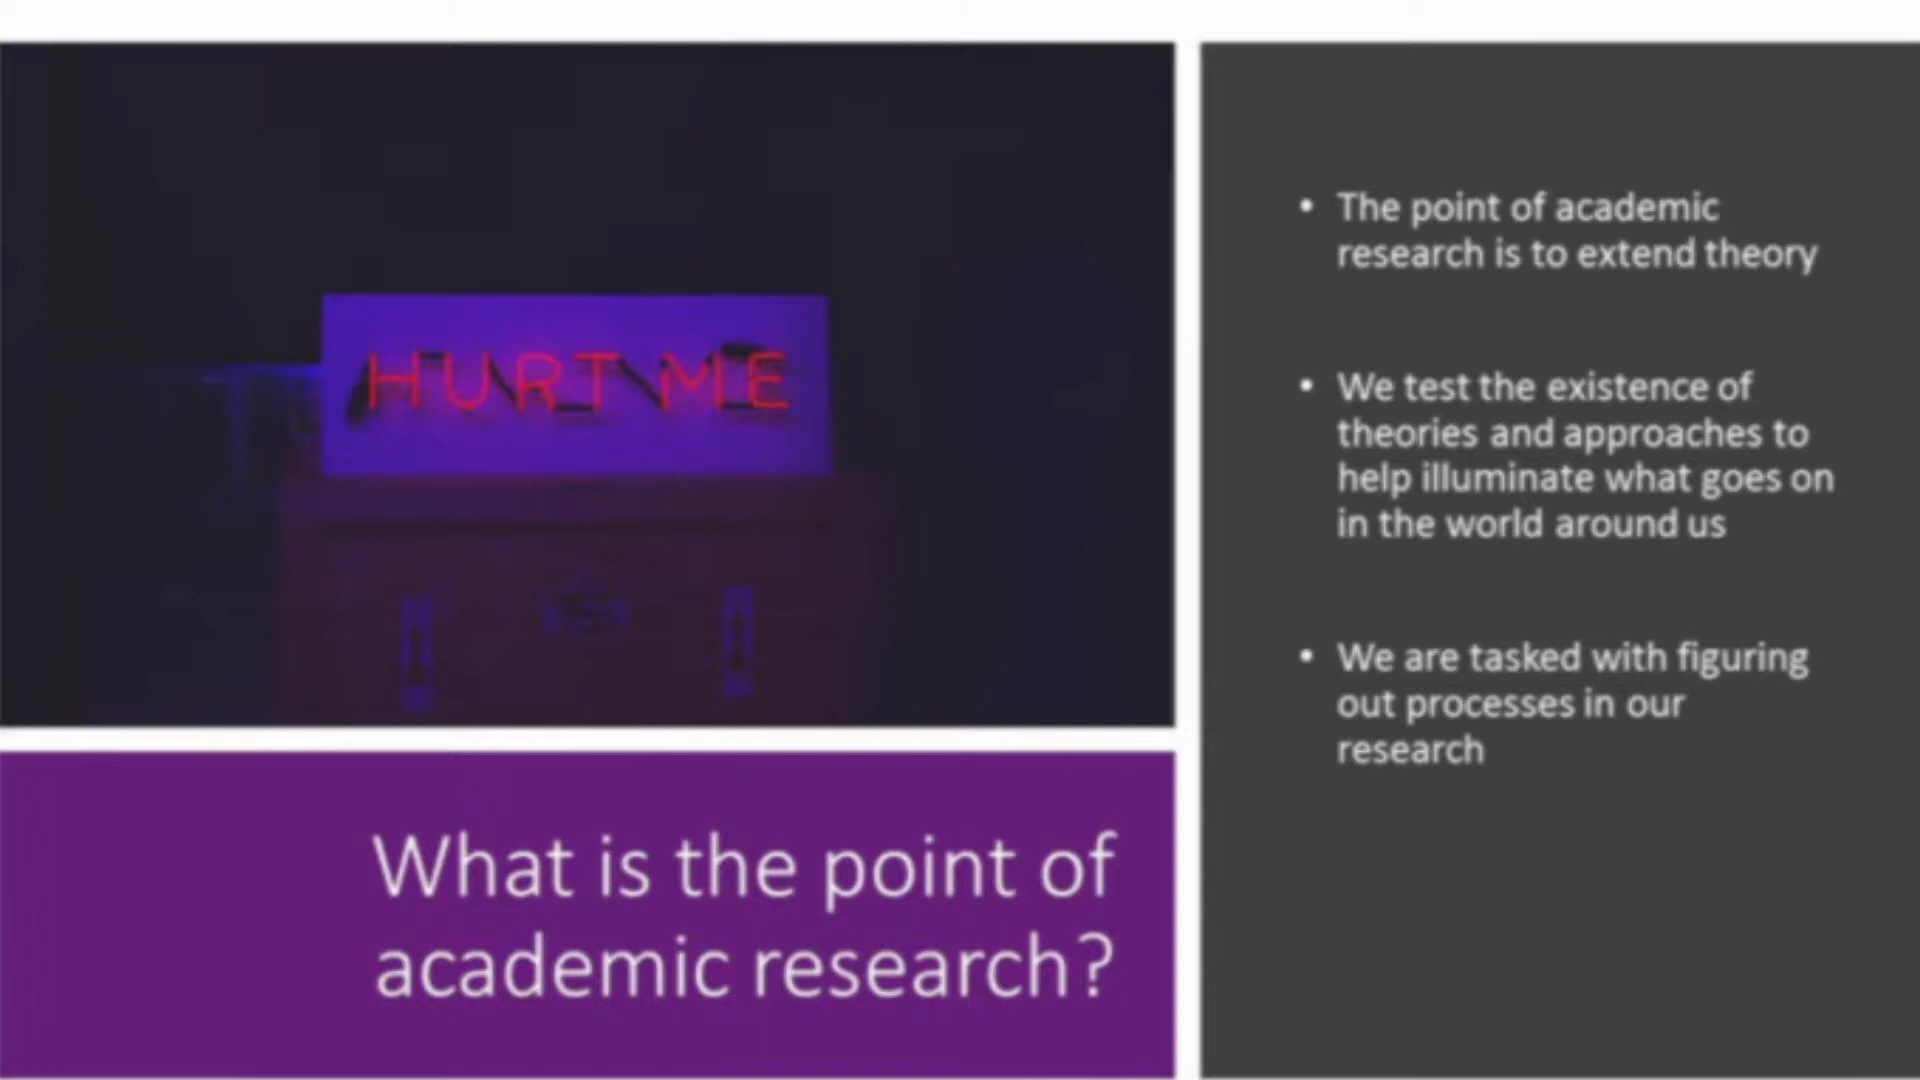 HURT ME
What is the point of
academic research?
• The point of academic
research is to extend theory
• We test the existence of
theories and approaches to
help illuminate what goes on
in the world around us
• We are tasked with figuring
out processes in our
research